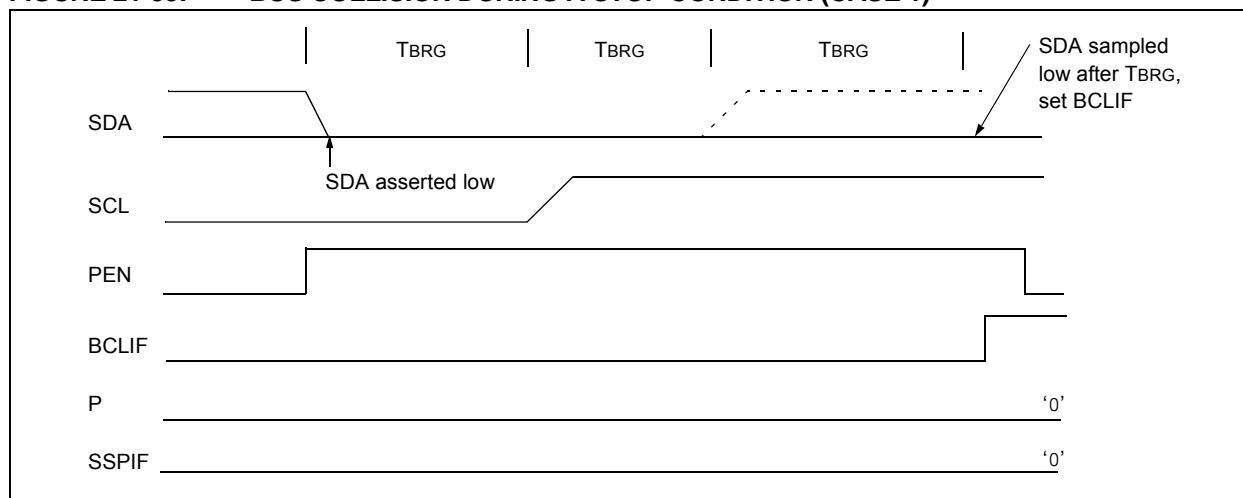 TBRG TBRG TBRG
SDA sampled
low after TBRG,
set BCLIF
SDA
SDA asserted low
SCL
PEN
BCLIF
P
'0'
SSPIF
'0'